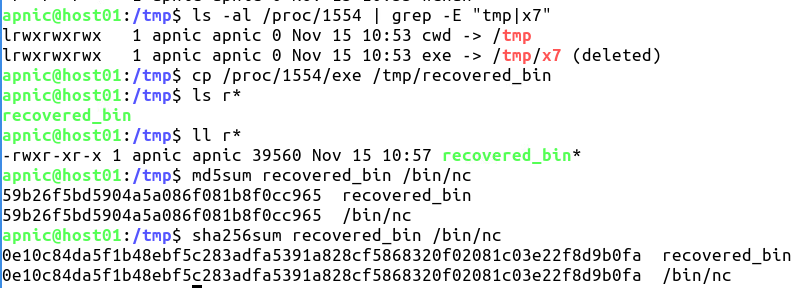 apnic@host01:/tmp$ ls -al /proc/1554 | grep -E "tmp|x7"
lrwxrwxrwx   1 apnic apnic 0 Nov 15 10:53 cwd -> /tmp
lrwxrwxrwx   1 apnic apnic 0 Nov 15 10:53 exe -> /tmp/x7 (deleted)
apnic@host01:/tmp$ cp /proc/1554/exe /tmp/recovered_bin
apnic@host01:/tmp$ ls r*
recovered_bin
apnic@host01:/tmp$ ll r*
-rwxr-xr-x 1 apnic apnic 39560 Nov 15 10:57 recovered_bin*
apnic@host01:/tmp$ md5sum recovered_bin /bin/nc
59b26f5bd5904a5a086f081b8f0cc965  recovered_bin
59b26f5bd5904a5a086f081b8f0cc965  /bin/nc
apnic@host01:/tmp$ sha256sum recovered_bin /bin/nc
0e10c84da5f1b48ebf5c283adfa5391a828cf5868320f02081c03e22f8d9b0fa  recovered_bin
0e10c84da5f1b48ebf5c283adfa5391a828cf5868320f02081c03e22f8d9b0fa  /bin/nc